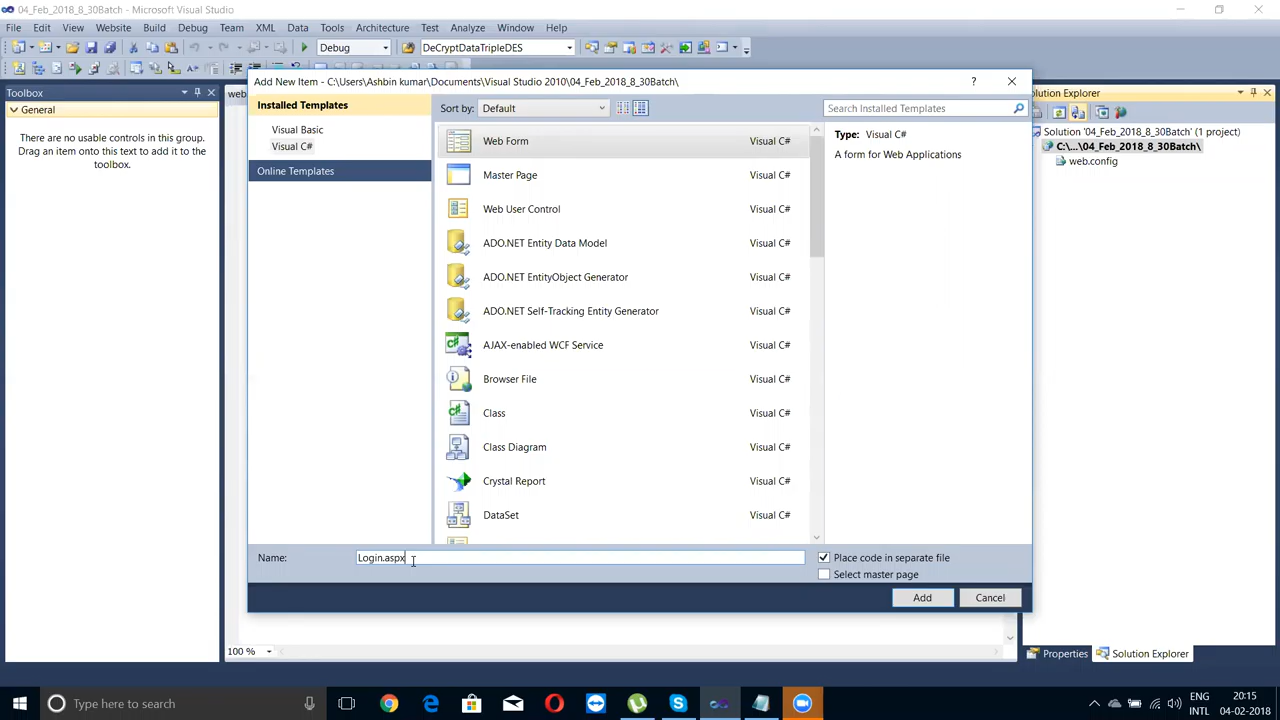 04_Feb_2018_8_30Batch - Microsoft Visual Studio
File Edit View Website Build Debug Team XML Data Tools Architecture Test Analyze Window Help
Debug DeCryptDataTripleDES
Toolbox
General
There are no usable controls in this group.
Drag an item onto this text to add it to the
toolbox.
web
Add New Item - C:\Users\Ashbin kumar\Documents\Visual Studio 2010\04_Feb_2018_8_30Batch\
Installed Templates
Visual Basic
Visual C#
Online Templates
Sort by: Default
Search Installed Templates
Web Form Visual C#
Master Page Visual C#
Web User Control Visual C#
ADO.NET Entity Data Model Visual C#
ADO.NET EntityObject Generator Visual C#
ADO.NET Self-Tracking Entity Generator Visual C#
AJAX-enabled WCF Service Visual C#
Browser File Visual C#
Class Visual C#
Class Diagram Visual C#
Crystal Report Visual C#
DataSet Visual C#
Type: Visual C#
A form for Web Applications
Name: Login.aspx
Place code in separate file
Select master page
Add Cancel
olution Explorer
Solution '04_Feb_2018_8_30Batch' (1 project)
C:\...\04_Feb_2018_8_30Batch\
web.config
100 %
Properties Solution Explorer
Type here to search
ENG 20:15
INTL 04-02-2018